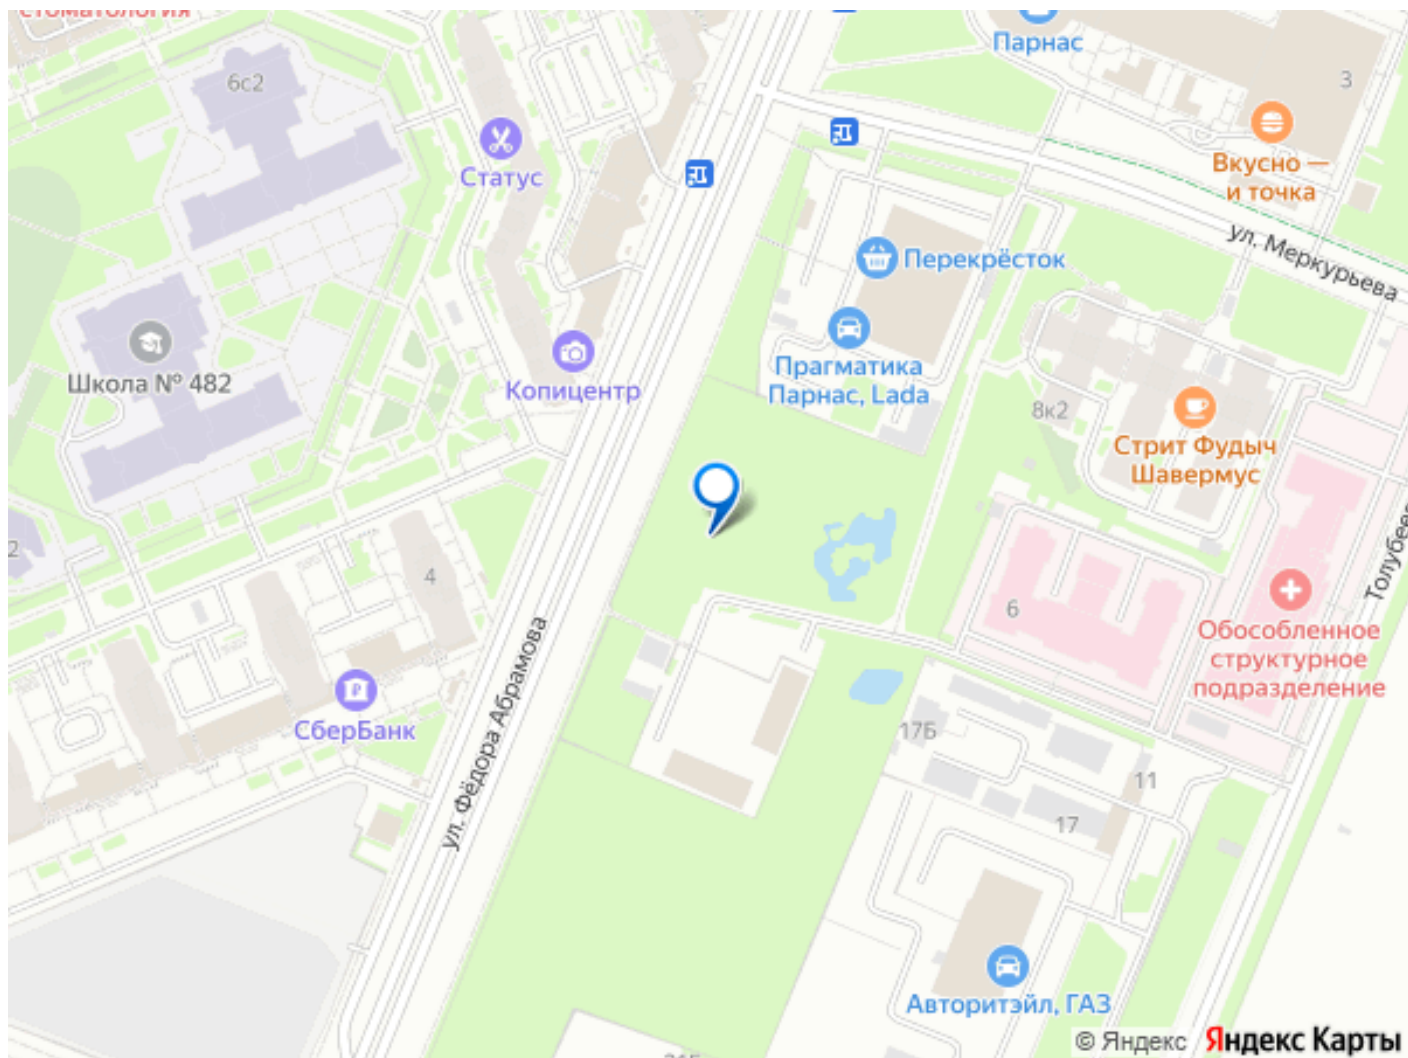 стоматология
Парнас
6с2
3
Статус
Вкусно —
и точка
ул. Меркурьева
Перекрёсток
Прагматика
Парнас, Lada
Школа № 482
Копицентр
8к2
Стрит Фудыч
Шавермус
2
4
6
Обособленное
структурное
подразделение
СберБанк
ул. Фёдора Абрамова
17Б
11
17
Авторитэйл, ГАЗ
© Яндекс Яндекс Карты